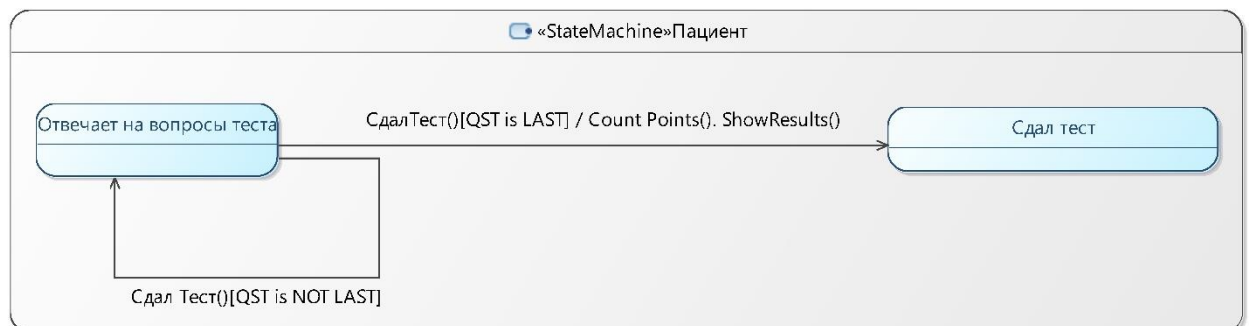 «StateMachine»Пациент
Отвечает на вопросы теста
СдалТест()[QST is LAST] / Count Points(). ShowResults()
Сдал тест
Сдал Тест()[QST is NOT LAST]